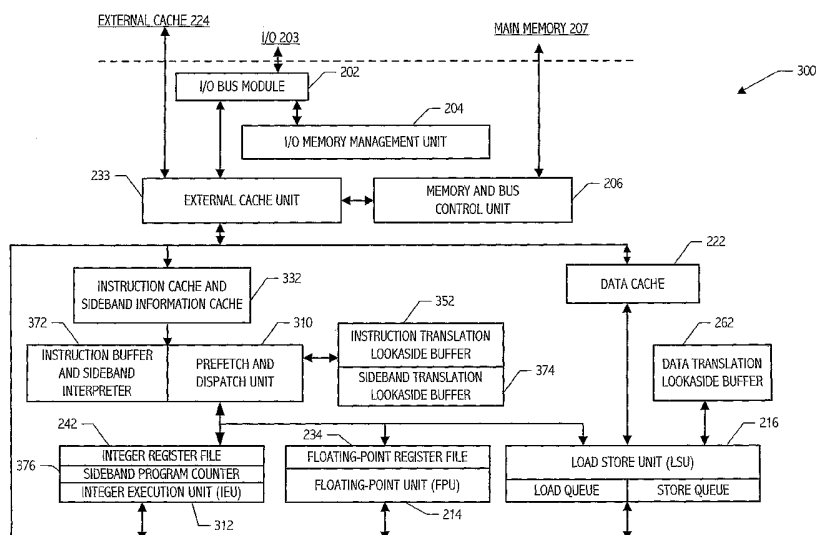 EXTERNAL CACHE 224
I/O 203
MAIN MEMORY 207
300
I/O BUS MODULE
202
204
I/O MEMORY MANAGEMENT UNIT
233
EXTERNAL CACHE UNIT
MEMORY AND BUS
CONTROL UNIT
206
222
DATA CACHE
INSTRUCTION CACHE AND
SIDEBAND INFORMATION CACHE
332
372
310
352
262
INSTRUCTION BUFFER
AND SIDEBAND
INTERPRETER
PREFETCH AND
DISPATCH UNIT
INSTRUCTION TRANSLATION
LOOKASIDE BUFFER
SIDEBAND TRANSLATION
LOOKASIDE BUFFER
374
DATA TRANSLATION
LOOKASIDE BUFFER
242
234
216
376
INTEGER REGISTER FILE
SIDEBAND PROGRAM COUNTER
INTEGER EXECUTION UNIT (IEU)
312
FLOATING-POINT REGISTER FILE
FLOATING-POINT UNIT (FPU)
214
LOAD STORE UNIT (LSU)
LOAD QUEUE
STORE QUEUE